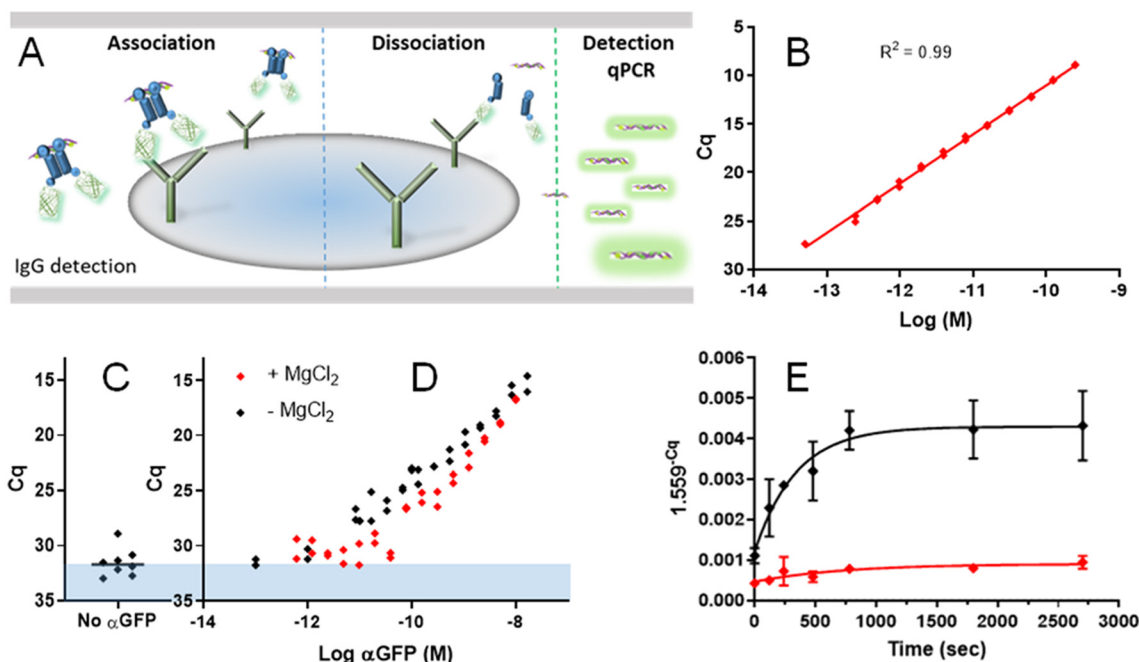 A
Association
Dissociation
Detection
qPCR
IgG detection
B
R² = 0.99
Cq
5
10
15
20
25
30
-14 -13 -12 -11 -10 -9
Log (M)
C
Cq
15
20
25
30
35
No αGFP
D
+ MgCl₂
- MgCl₂
Cq
15
20
25
30
35
-14 -12 -10 -8
Log αGFP (M)
E
1.559⁻ᶜq
0.006
0.004
0.003
0.002
0.001
0.000
0 500 1000 1500 2000 2500 3000
Time (sec)